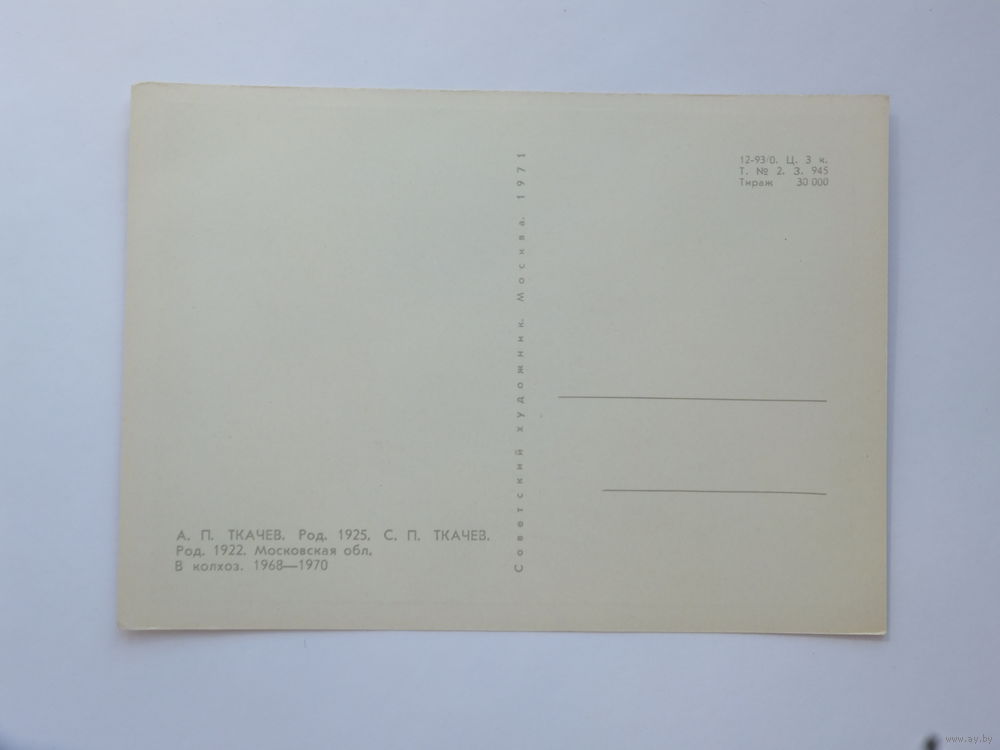 А. П. ТКАЧЕВ. Род. 1925. С. П. ТКАЧЕВ.
Род. 1922. Московская обл.
В колхоз. 1968—1970
Советский художник. Москва. 1971
12-93/0. Ц. 3 к.
Т. № 2. З. 945
Тираж 30 000
www.ay.by